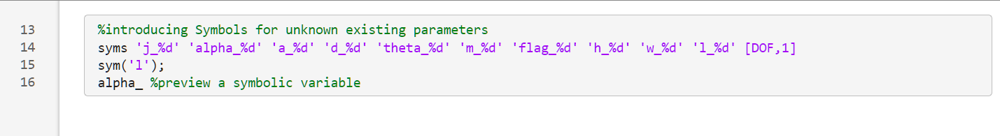 13 %introducing Symbols for unknown existing parameters
14 syms 'j_%d' 'alpha_%d' 'a_%d' 'd_%d' 'theta_%d' 'm_%d' 'flag_%d' 'h_%d' 'w_%d' 'l_%d' [DOF,1]
15 sym('l');
16 alpha_ %preview a symbolic variable